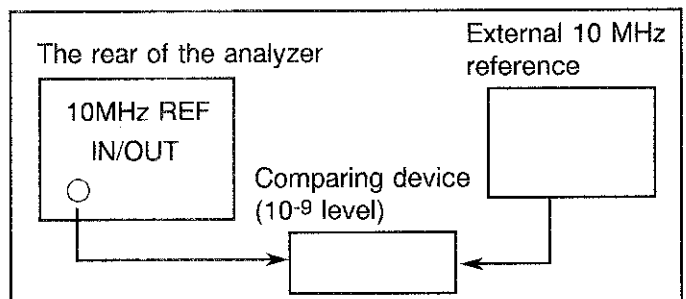 The rear of the analyzer
10MHz REF
IN/OUT
External 10 MHz
reference
Comparing device
(10-9 level)